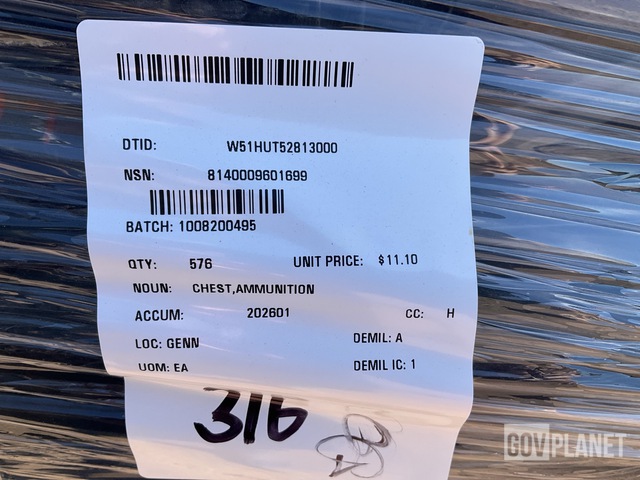 DTID: W51HUT52813000
NSN: 8140009601699
BATCH: 1008200495
QTY: 576 UNIT PRICE: $11.10
NOUN: CHEST,AMMUNITION
ACCUM: 202601 CC: H
LOC: GENN DEMIL: A
UOM: EA DEMIL IC: 1
316
GOVPLANET